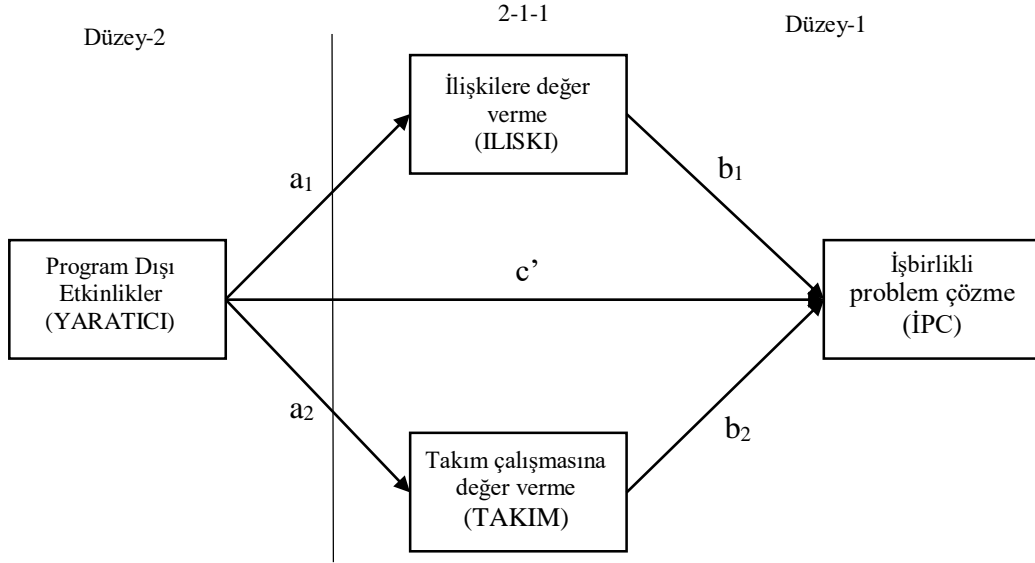 Düzey-2
2-1-1
Düzey-1
İlişkilere değer
verme
(ILISKI)
a1
b1
Program Dışı
Etkinlikler
(YARATICI)
c’
İşbirlikli
problem çözme
(İPC)
a2
b2
Takım çalışmasına
değer verme
(TAKIM)